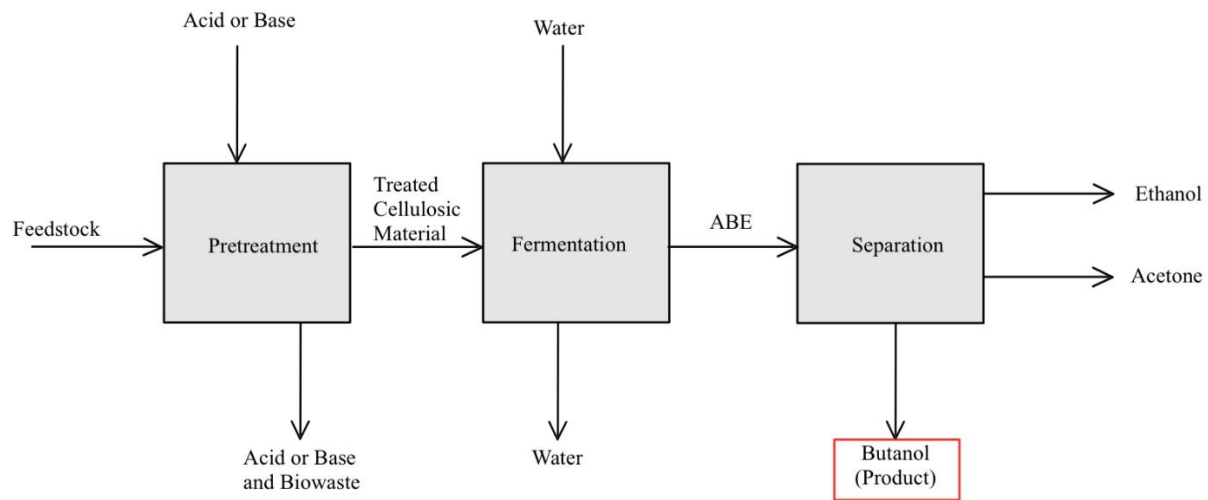 Acid or Base
Water
Feedstock
Pretreatment
Treated
Cellulosic
Material
Fermentation
ABE
Separation
Ethanol
Acetone
Acid or Base
and Biowaste
Water
Butanol
(Product)